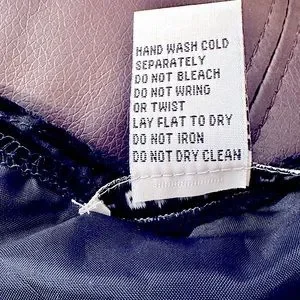 HAND WASH COLD
SEPARATELY
DO NOT BLEACH
DO NOT WRING
OR TWIST
LAY FLAT TO DRY
DO NOT IRON
DO NOT DRY CLEAN